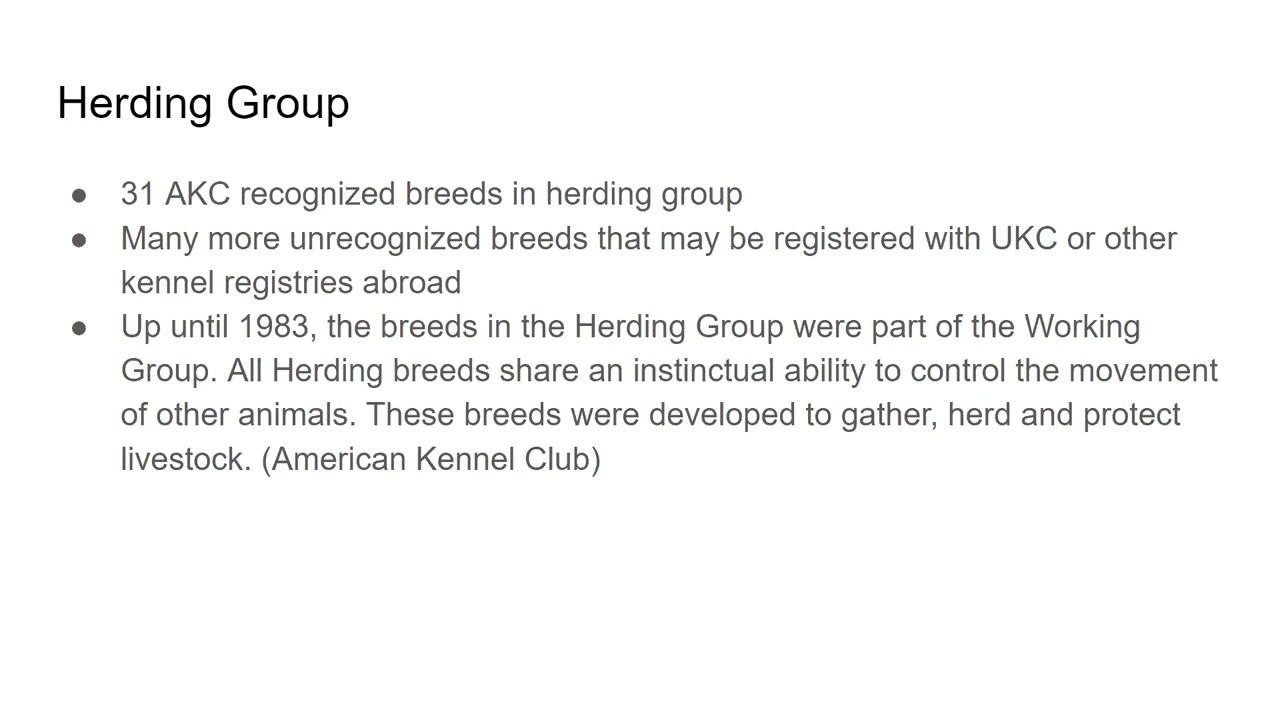 Herding Group
● 31 AKC recognized breeds in herding group
● Many more unrecognized breeds that may be registered with UKC or other
kennel registries abroad
● Up until 1983, the breeds in the Herding Group were part of the Working
Group. All Herding breeds share an instinctual ability to control the movement
of other animals. These breeds were developed to gather, herd and protect
livestock. (American Kennel Club)